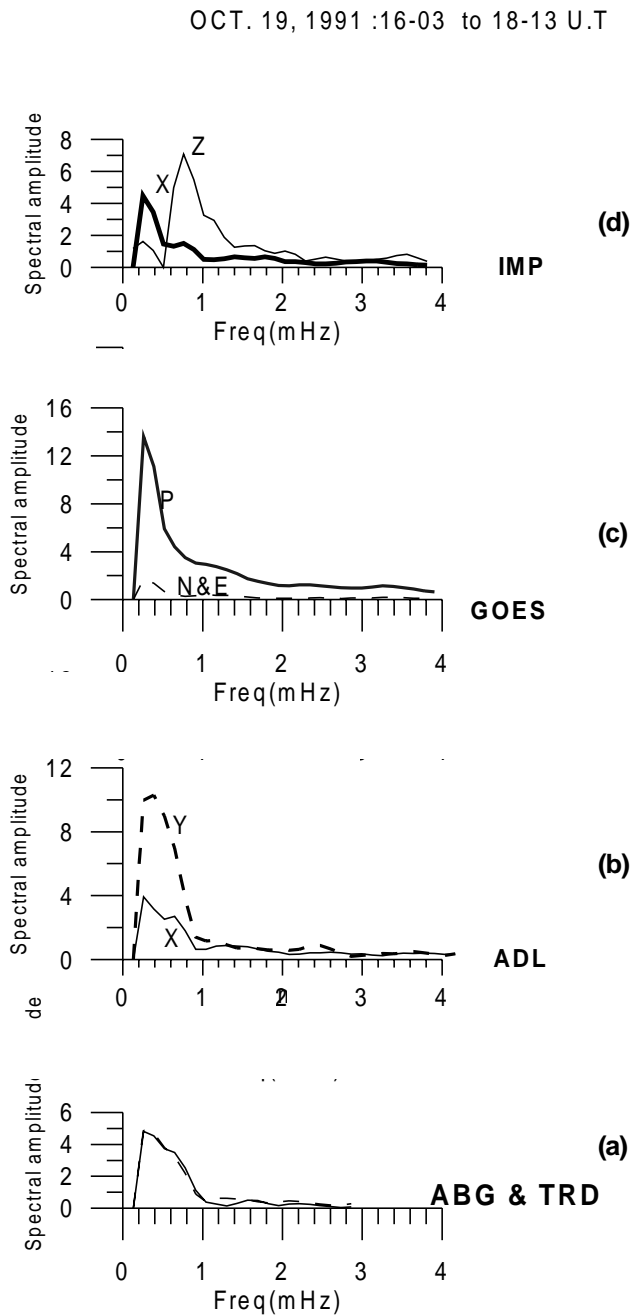 OCT. 19, 1991 :16-03 to 18-13 U.T
Spectral amplitude
8
6
4
2
0
X
Z
(d)
IMP
0 1 2 3 4
Freq(mHz)
Spectral amplitude
16
12
8
4
0
P
N&E
(c)
GOES
0 1 2 3 4
Freq(mHz)
Spectral amplitude
12
8
4
0
Y
X
(b)
ADL
0 1 2 3 4
de
Spectral amplitud
6
4
2
0
(a)
ABG & TRD
0 1 2 3 4
Freq(mHz)